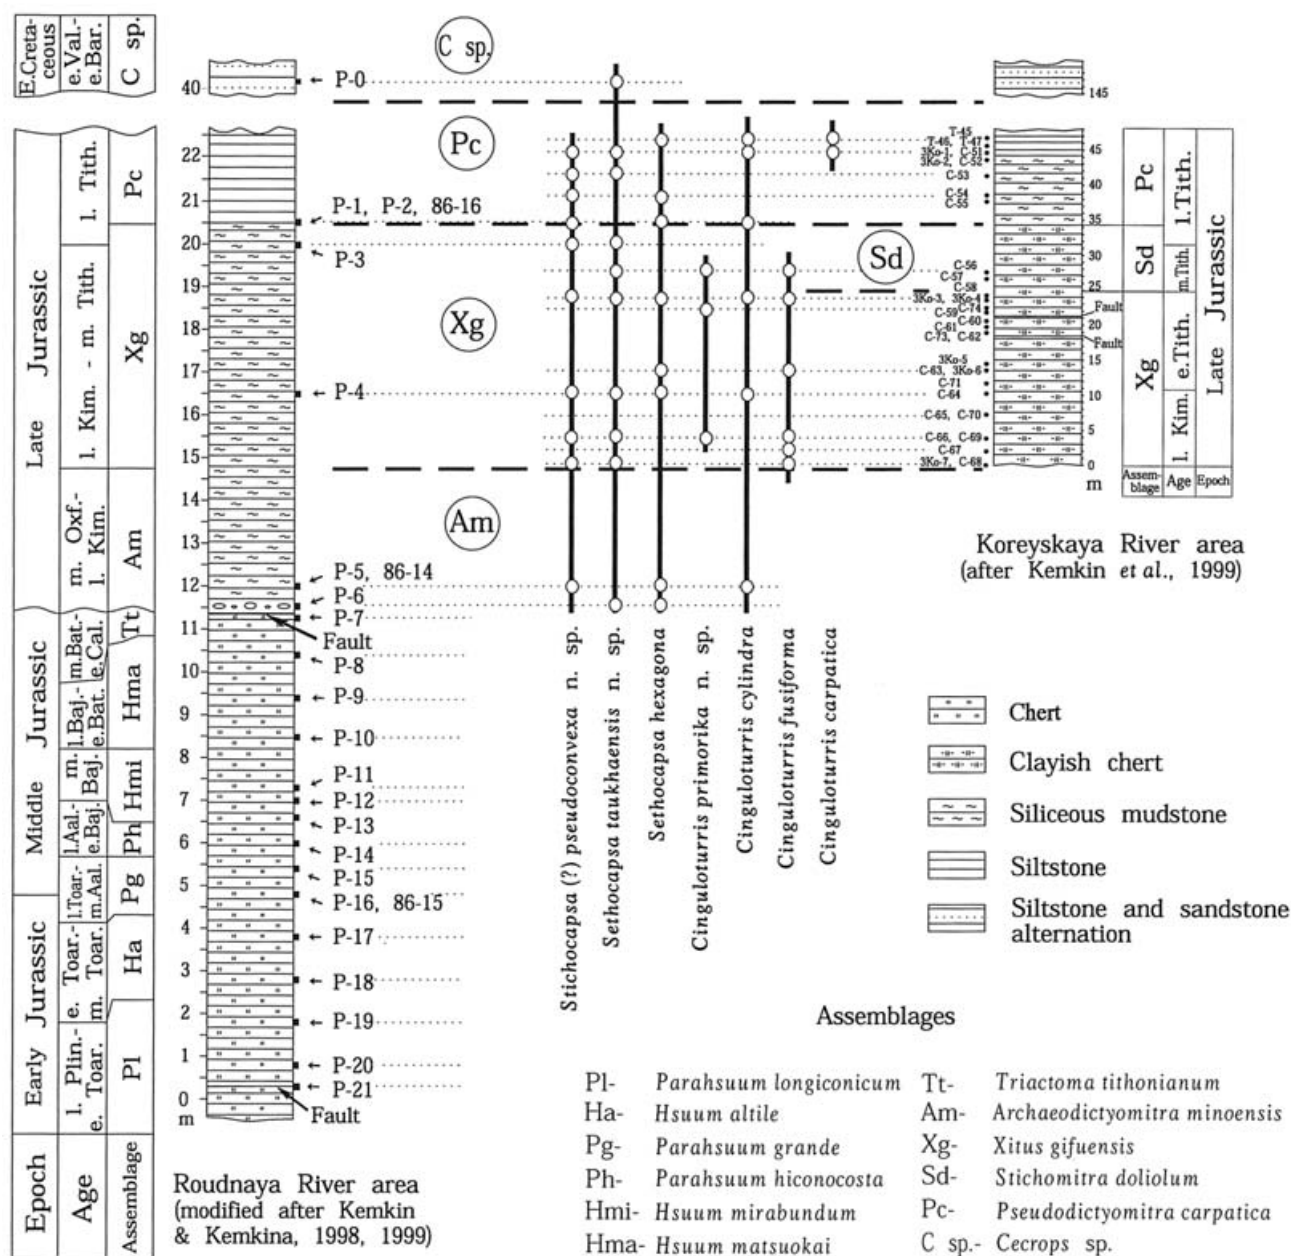 E.Creta-
ceous
e.Val.-
e.Bar.
C sp.
Late Jurassic
Middle Jurassic
Early Jurassic
Epoch
l. Tith.
l. Kim. - m. Tith.
m. Oxf.-
l. Kim.
m.Bat.-
e.Cal.
l.Baj.-
e.Bat.
m.
Baj.
l.Aal.-
e.Baj.
l.Toar.-
m.Aal.
e. Toar.-
m. Toar.
l. Plin.-
e. Toar.
Age
Pc
Xg
Am
Tt
Hma
Hmi
Ph
Pg
Ha
Pl
Assemblage
40
22
21
20
19
18
17
16
15
14
13
12
11
10
9
8
7
6
5
4
3
2
1
0
m
P-0
P-1, P-2, 86-16
P-3
P-4
P-5, 86-14
P-6
P-7
Fault
P-8
P-9
P-10
P-11
P-12
P-13
P-14
P-15
P-16, 86-15
P-17
P-18
P-19
P-20
P-21
Fault
Roudnaya River area
(modified after Kemkin
& Kemkina, 1998, 1999)
C sp.
Pc
Sd
Xg
Am
Stichocapsa (?) pseudoconvexa n. sp.
Sethocapsa taukhaensis n. sp.
Sethocapsa hexagona
Cinguloturris primorika n. sp.
Cinguloturris cylindra
Cinguloturris fusiforma
Cinguloturris carpatica
T-45
T-46, T-47
3Ko-1, C-51
3Ko-2, C-52
C-53
C-54
C-55
C-56
C-57
C-58
3Ko-3, 3Ko-4
C-74
C-59
C-60
C-61
C-73, C-62
3Ko-5
C-63, 3Ko-6
C-71
C-64
C-65, C-70
C-66, C-69
C-67
3Ko-7, C-68
145
45
40
35
30
25
Fault
20
Fault
15
10
5
0
m
Pc
Sd
Xg
Assem-
blage
l.Tith.
m.Tith.
e.Tith.
l. Kim.
Age
Late Jurassic
Epoch
Koreyskaya River area
(after Kemkin et al., 1999)
Chert
Clayish chert
Siliceous mudstone
Siltstone
Siltstone and sandstone
alternation
Assemblages
Pl- Parahsuum longiconicum
Ha- Hsuum altile
Pg- Parahsuum grande
Ph- Parahsuum hiconocosta
Hmi- Hsuum mirabundum
Hma- Hsuum matsuokai
Tt- Triactoma tithonianum
Am- Archaeodictyomitra minoensis
Xg- Xitus gifuensis
Sd- Stichomitra doliolum
Pc- Pseudodictyomitra carpatica
C sp.- Cecrops sp.